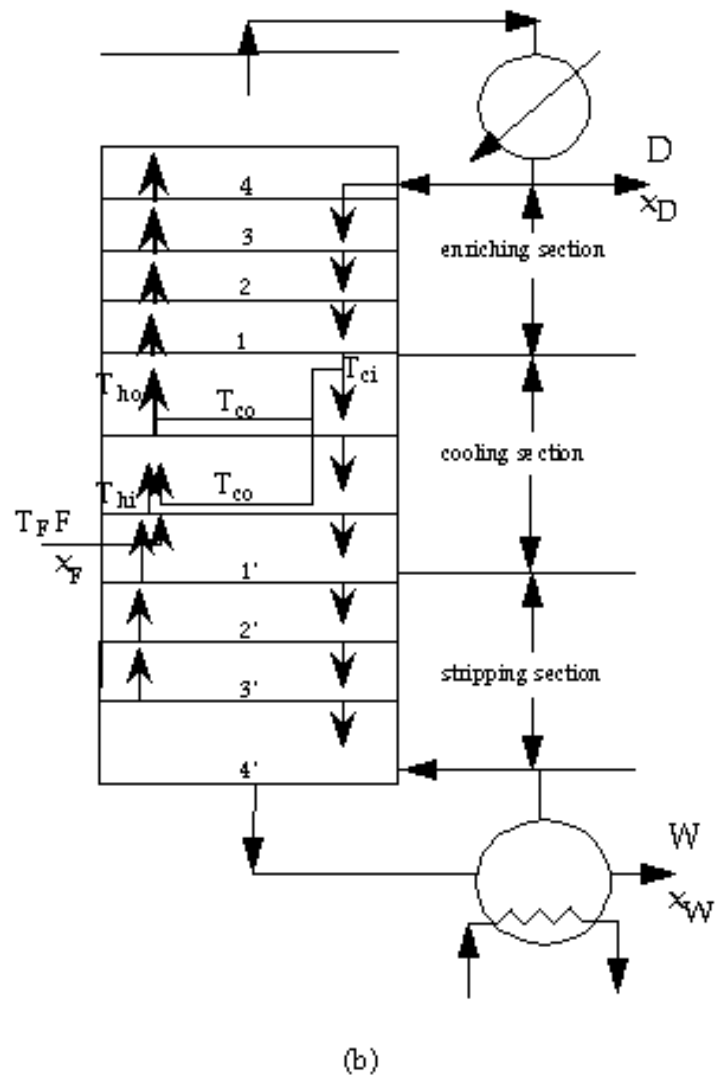 D
4
x_D
3
enriching section
2
1
T_ho
T_ci
T_co
cooling section
T_hi
T_co
T_F F
x_F
1'
2'
stripping section
3'
4'
W
x_W
(b)